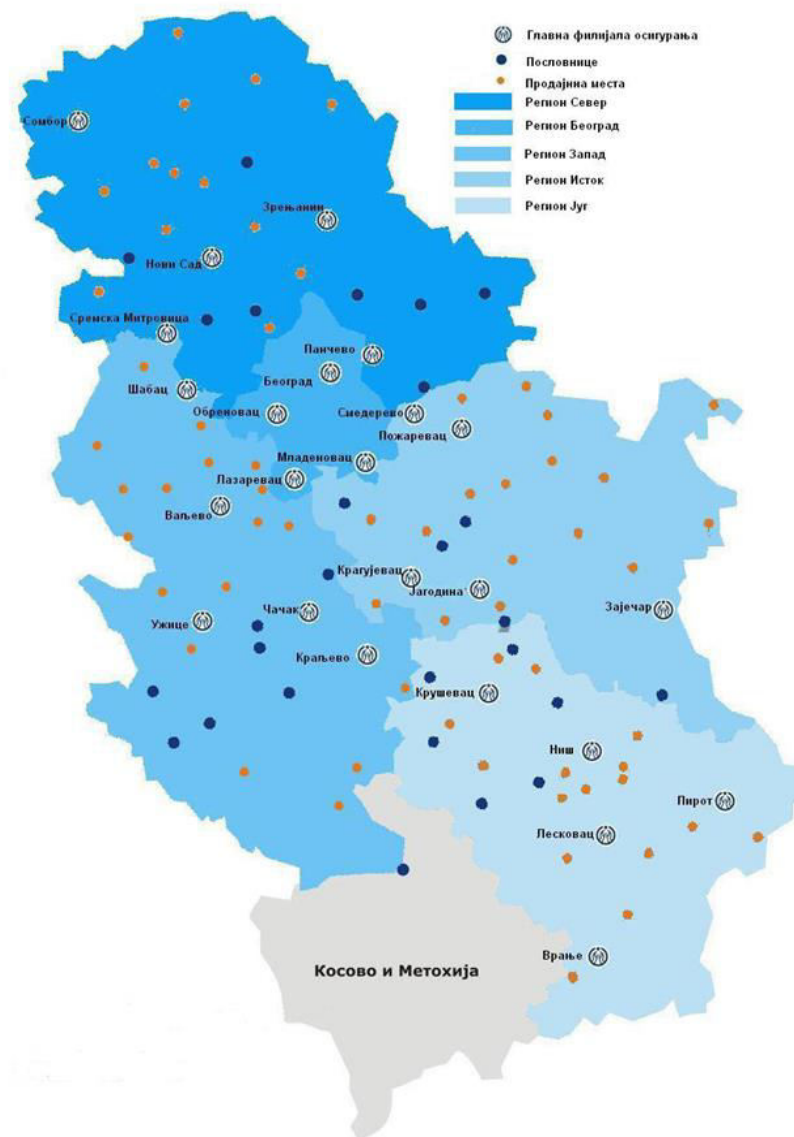 Главна филијала осигурања
Пословнице
Продајина места
Регион Север
Регион Београд
Регион Запад
Регион Исток
Регион Југ
Сомбор
Зрењанин
Нови Сад
Сремска Митровица
Панчево
Београд
Шабац
Обреновац
Смедерево
Пожаревац
Младеновац
Лазаревац
Ваљево
Крагујевац
Јагодина
Зајечар
Чачак
Ужице
Краљево
Крушевац
Ниш
Пирот
Лесковац
Врање
Косово и Метохија